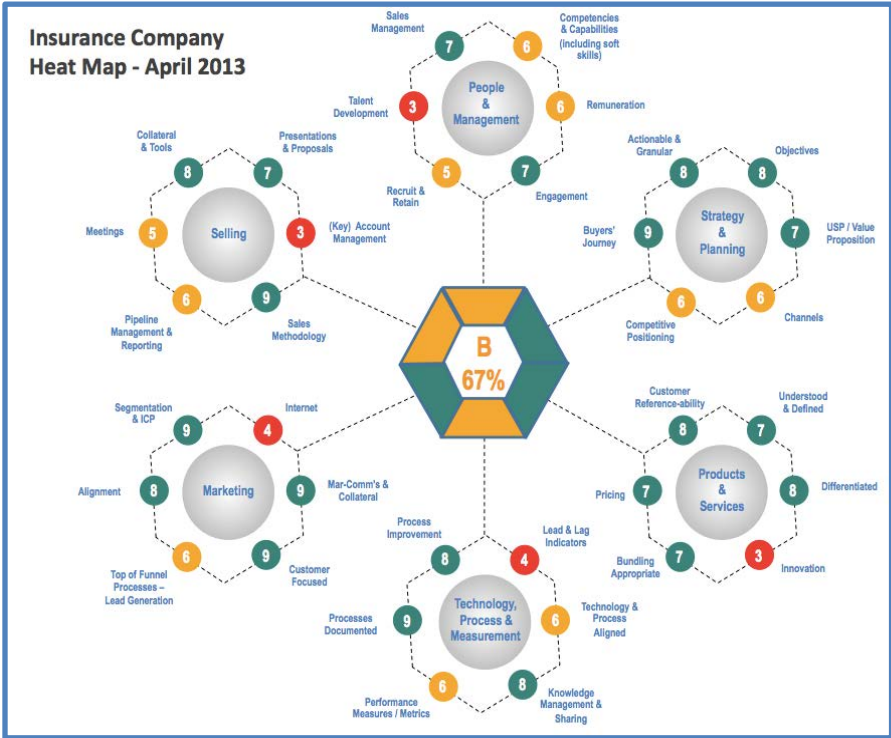 Insurance Company
Heat Map - April 2013
Sales
Management
7
Competencies
& Capabilities
(including soft
skills)
6
Talent
Development
3
People
&
Management
6
Remuneration
Recruit &
Retain
5
7
Engagement
Collateral
& Tools
8
Presentations
& Proposals
7
Meetings
5
Selling
3
(Key) Account
Management
Pipeline
Management &
Reporting
6
9
Sales
Methodology
Actionable &
Granular
8
Objectives
8
Buyers'
Journey
9
Strategy
&
Planning
7
USP / Value
Proposition
Competitive
Positioning
6
6
Channels
B
67%
Segmentation
& ICP
9
Internet
4
Alignment
8
Marketing
9
Mar-Comm's &
Collateral
Top of Funnel
Processes –
Lead Generation
6
9
Customer
Focused
Process
Improvement
8
Lead & Lag
Indicators
4
Processes
Documented
9
Technology,
Process &
Measurement
6
Technology &
Process
Aligned
Performance
Measures / Metrics
6
8
Knowledge
Management &
Sharing
Customer
Reference-ability
8
Understood
& Defined
7
Pricing
7
Products
&
Services
8
Differentiated
Bundling
Appropriate
7
3
Innovation